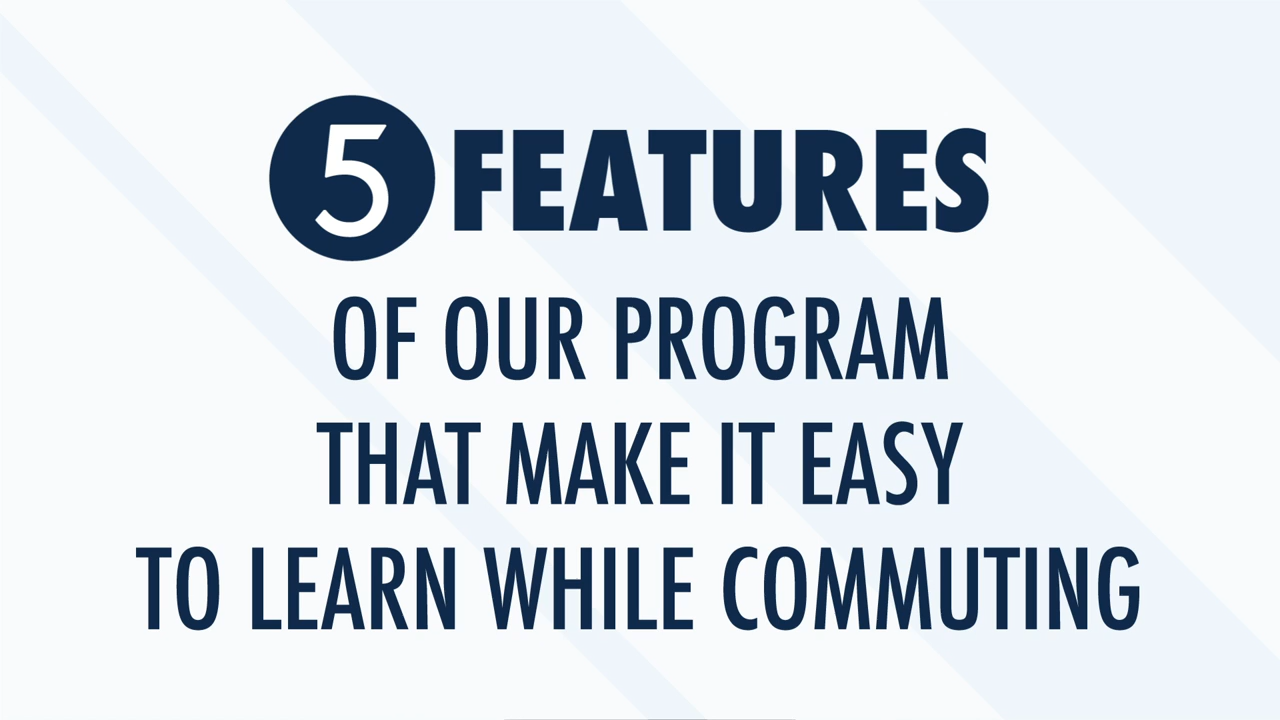 5 FEATURES
OF OUR PROGRAM
THAT MAKE IT EASY
TO LEARN WHILE COMMUTING